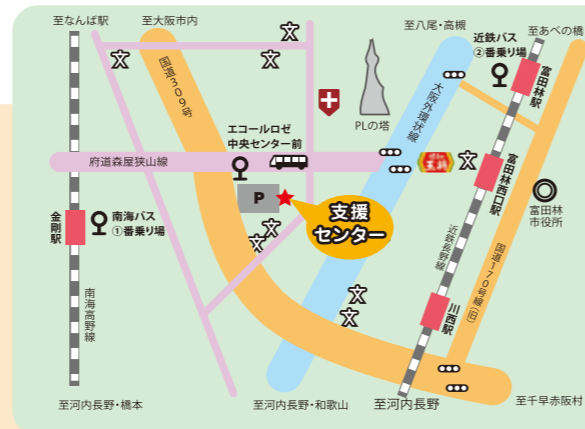 至なんば駅
至大阪市内
至八尾・高槻
至あべの橋
近鉄バス
②番乗り場
国道309号
大阪外環状線
富田林駅
PLの塔
エコールロゼ
中央センター前
府道森屋狭山線
富田林西口駅
P
支援
センター
富田林
市役所
金剛駅
南海バス
①番乗り場
近鉄長野線
国道170号線(旧)
川西駅
南海高野線
至河内長野・橋本
至河内長野・和歌山
至河内長野
至千早赤阪村